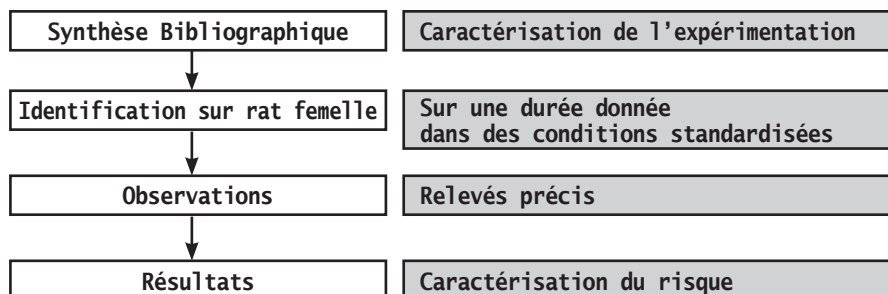 Synthèse Bibliographique
Caractérisation de l'expérimentation
Identification sur rat femelle
Sur une durée donnée
dans des conditions standardisées
Observations
Relevés précis
Résultats
Caractérisation du risque